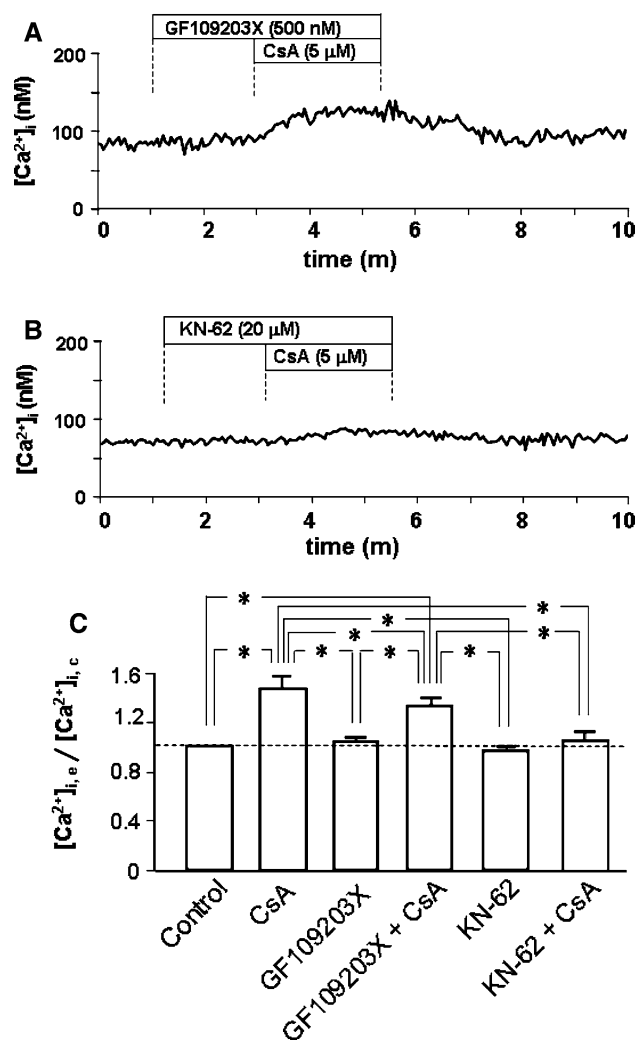 A
GF109203X (500 nM)
CsA (5 μM)
200
100
0
[Ca²⁺]ᵢ (nM)
0 2 4 6 8 10
time (m)
B
KN-62 (20 μM)
CsA (5 μM)
200
100
0
[Ca²⁺]ᵢ (nM)
0 2 4 6 8 10
time (m)
C
*
*
*
*
*
* * * *
1.6
1.2
0.8
0.4
0
[Ca²⁺]i,e / [Ca²⁺]i,c
Control
CsA
GF109203X
GF109203X + CsA
KN-62
KN-62 + CsA